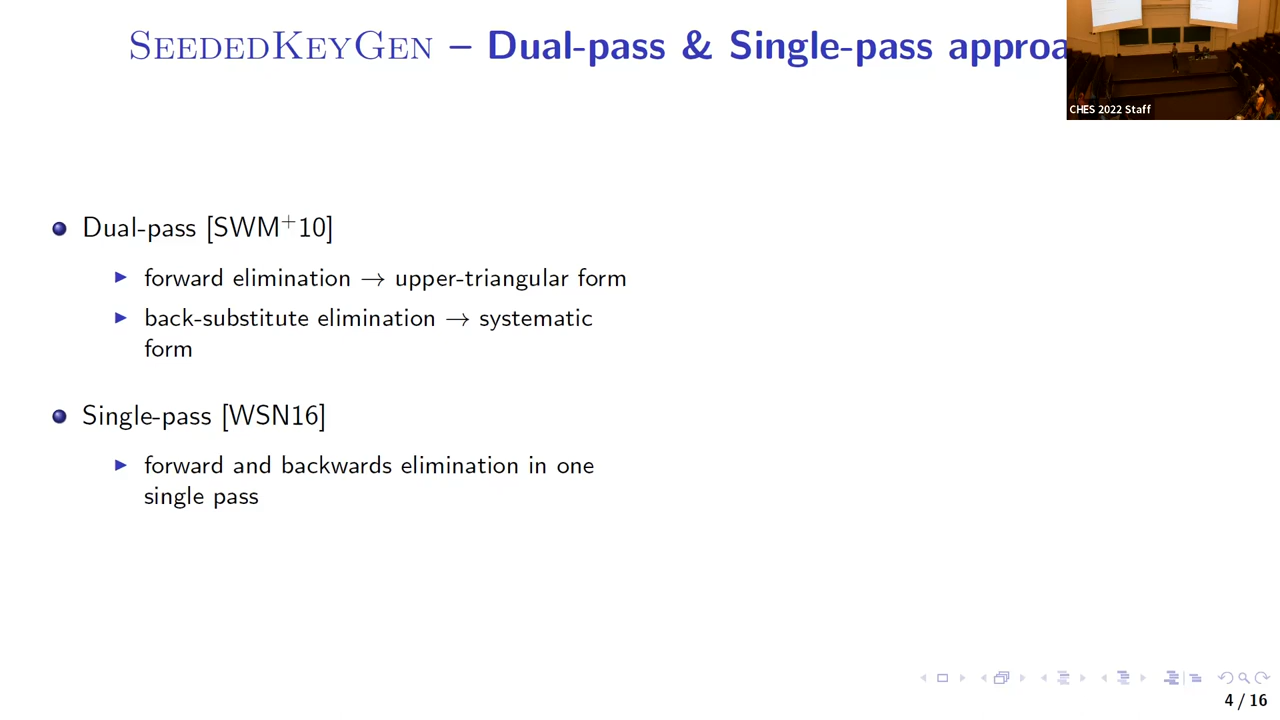 SEEDEDKEYGEN – Dual-pass & Single-pass approa
CHES 2022 Staff
Dual-pass [SWM+10]
forward elimination → upper-triangular form
back-substitute elimination → systematic
form
Single-pass [WSN16]
forward and backwards elimination in one
single pass
4 / 16